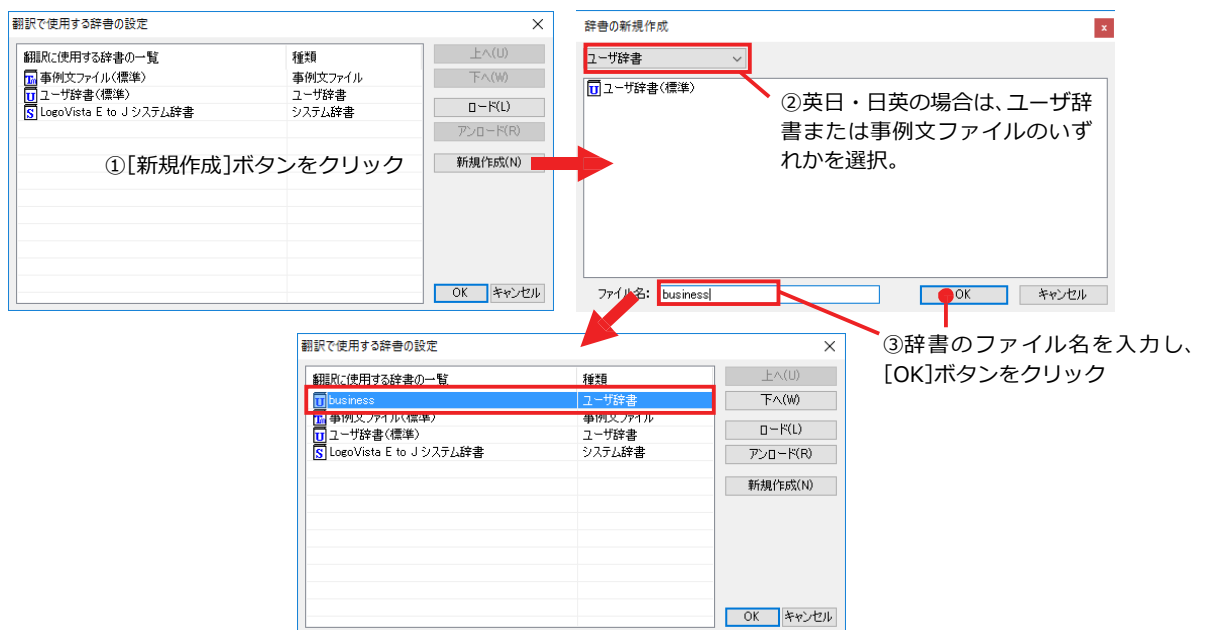 翻訳で使用する辞書の設定
翻訳に使用する辞書の一覧 種類
事例文ファイル(標準) 事例文ファイル
ユーザ辞書(標準) ユーザ辞書
LogoVista E to J システム辞書 システム辞書
上へ(U)
下へ(W)
ロード(L)
アンロード(R)
新規作成(N)
①[新規作成]ボタンをクリック
OK キャンセル
辞書の新規作成
ユーザ辞書
ユーザ辞書(標準)
②英日・日英の場合は、ユーザ辞
書または事例文ファイルのいず
れかを選択。
ファイル名: business
OK キャンセル
③辞書のファイル名を入力し、
[OK]ボタンをクリック
翻訳で使用する辞書の設定
翻訳に使用する辞書の一覧 種類
business ユーザ辞書
事例文ファイル(標準) 事例文ファイル
ユーザ辞書(標準) ユーザ辞書
LogoVista E to J システム辞書 システム辞書
上へ(U)
下へ(W)
ロード(L)
アンロード(R)
新規作成(N)
OK キャンセル